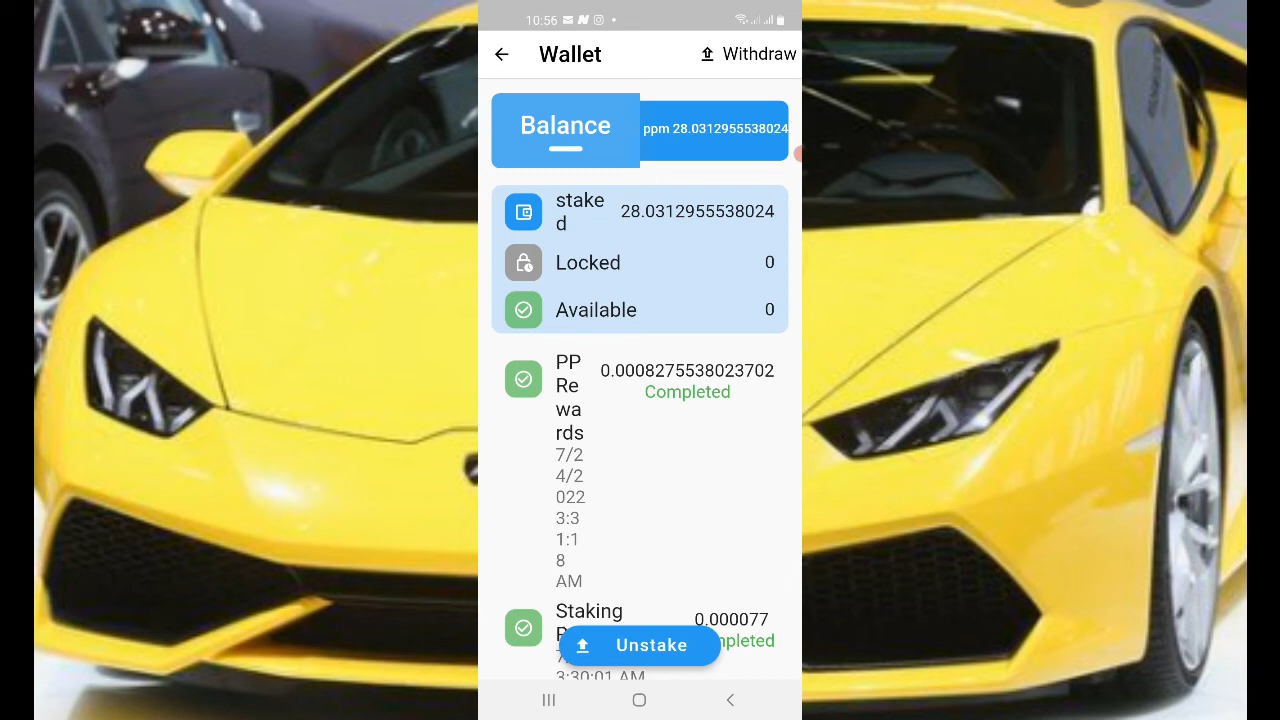 10:56
Wallet
Withdraw
Balance
ppm 28.0312955538024
stake
d
28.0312955538024
Locked
0
Available
0
PP
Re
wa
rds
7/2
4/2
022
3:3
1:1
8
AM
0.0008275538023702
Completed
Staking
0.000077
mpleted
Unstake
3:30:01 AM